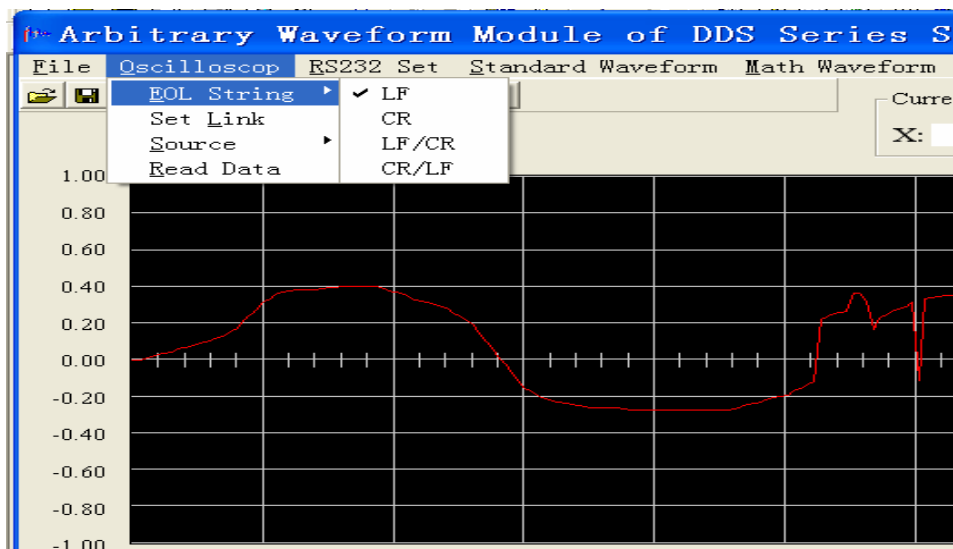 Arbitrary Waveform Module of DDS Series S
File Oscilloscop RS232 Set Standard Waveform Math Waveform
EOL String
Set Link
Source
Read Data
✓ LF
CR
LF/CR
CR/LF
Curre
X:
1.00
0.80
0.60
0.40
0.20
0.00
-0.20
-0.40
-0.60
-0.80
-1.00